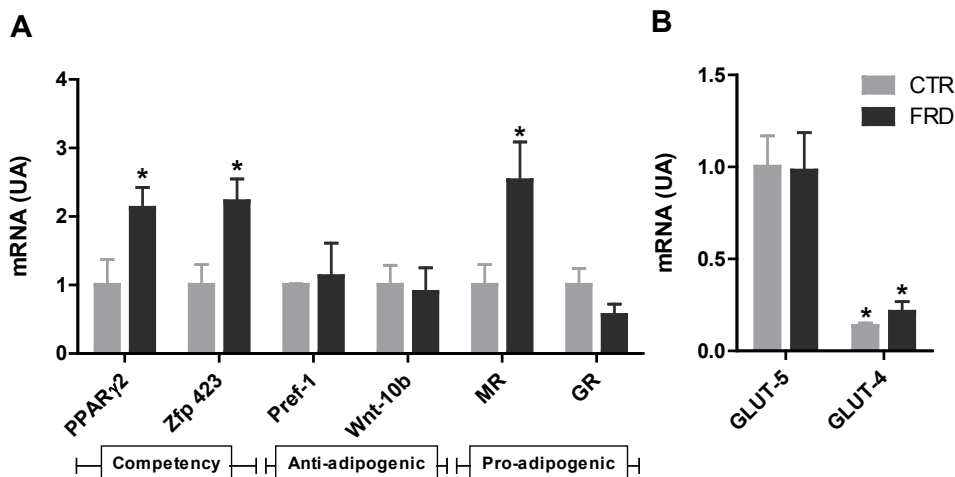 A
mRNA (UA)
4
3
2
1
0
*
*
*
PPARγ2
Zfp 423
Pref-1
Wnt-10b
MR
GR
Competency
Anti-adipogenic
Pro-adipogenic
B
mRNA (UA)
1.5
1.0
0.5
0.0
CTR
FRD
*
*
GLUT-5
GLUT-4